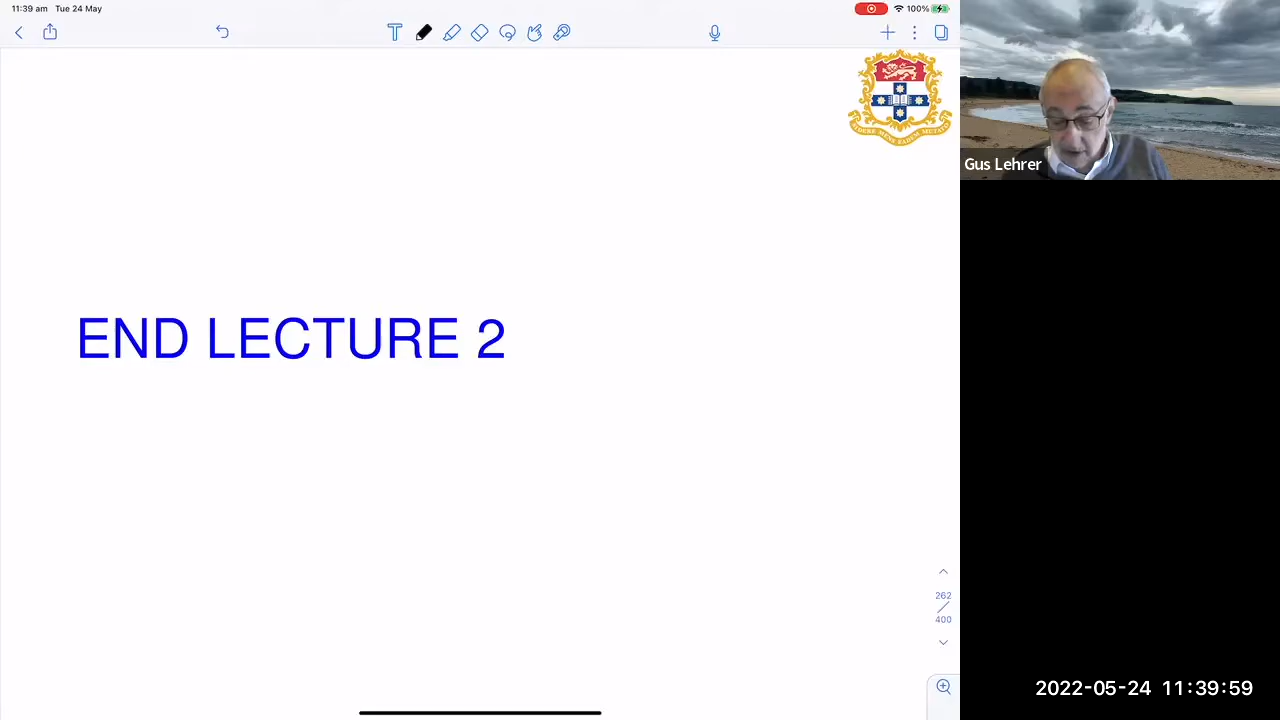 11:39 am Tue 24 May
100%
END LECTURE 2
262
400
Gus Lehrer
2022-05-24 11:39:59